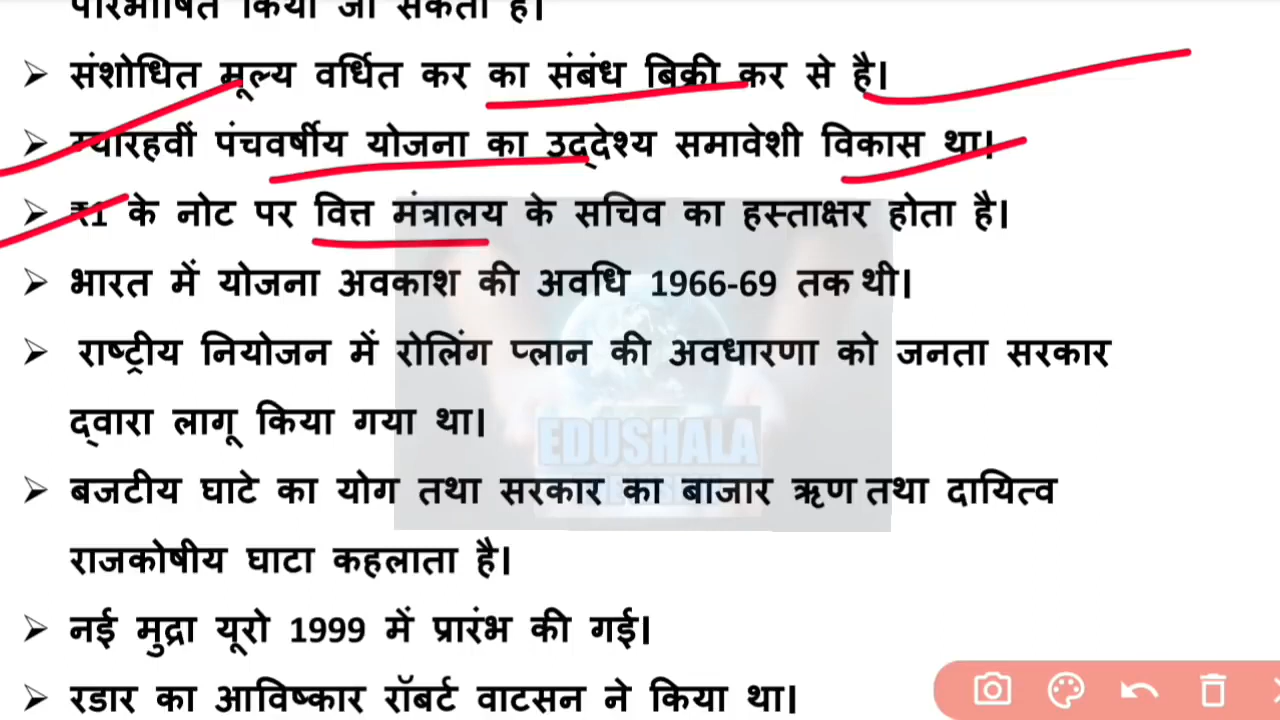 परिभाषित किया जा सकता है।
➢ संशोधित मूल्य वर्धित कर का संबंध बिक्री कर से है।
➢ ग्यारहवीं पंचवर्षीय योजना का उद्देश्य समावेशी विकास था।
➢ ₹1 के नोट पर वित्त मंत्रालय के सचिव का हस्ताक्षर होता है।
➢ भारत में योजना अवकाश की अवधि 1966-69 तक थी।
➢ राष्ट्रीय नियोजन में रोलिंग प्लान की अवधारणा को जनता सरकार
द्वारा लागू किया गया था।
EDUSHALA
➢ बजटीय घाटे का योग तथा सरकार का बाजार ऋण तथा दायित्व
राजकोषीय घाटा कहलाता है।
➢ नई मुद्रा यूरो 1999 में प्रारंभ की गई।
➢ रडार का आविष्कार रॉबर्ट वाटसन ने किया था।